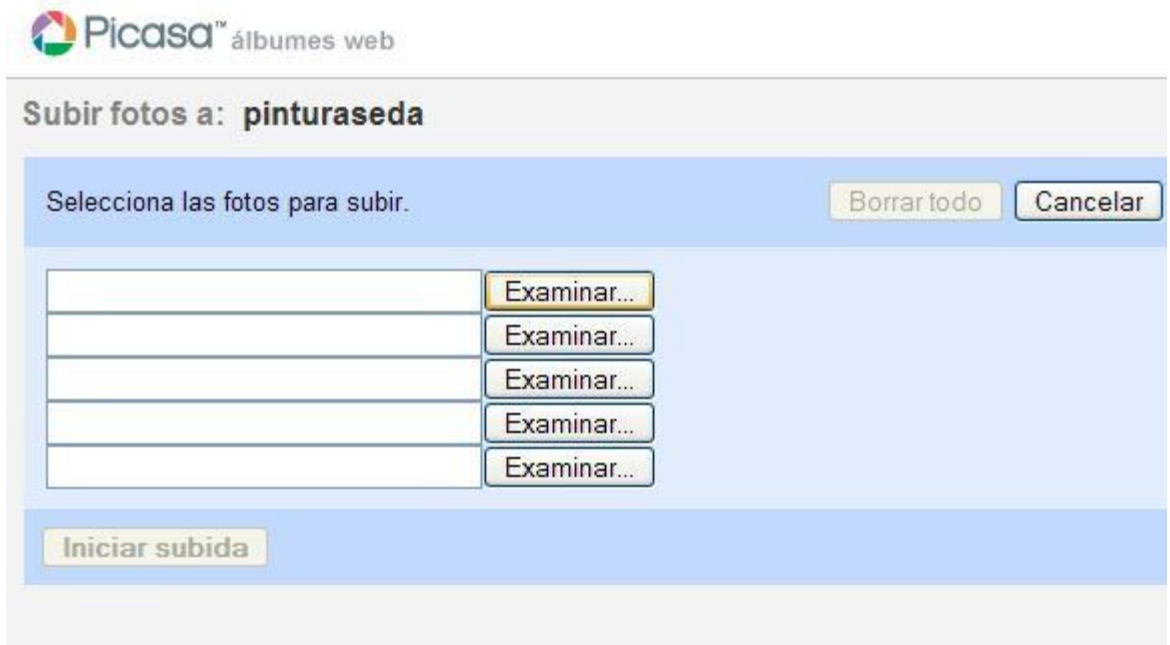 Picasa™ álbumes web
Subir fotos a: pinturaseda
Selecciona las fotos para subir. Borrar todo Cancelar
Examinar...
Examinar...
Examinar...
Examinar...
Examinar...
Iniciar subida